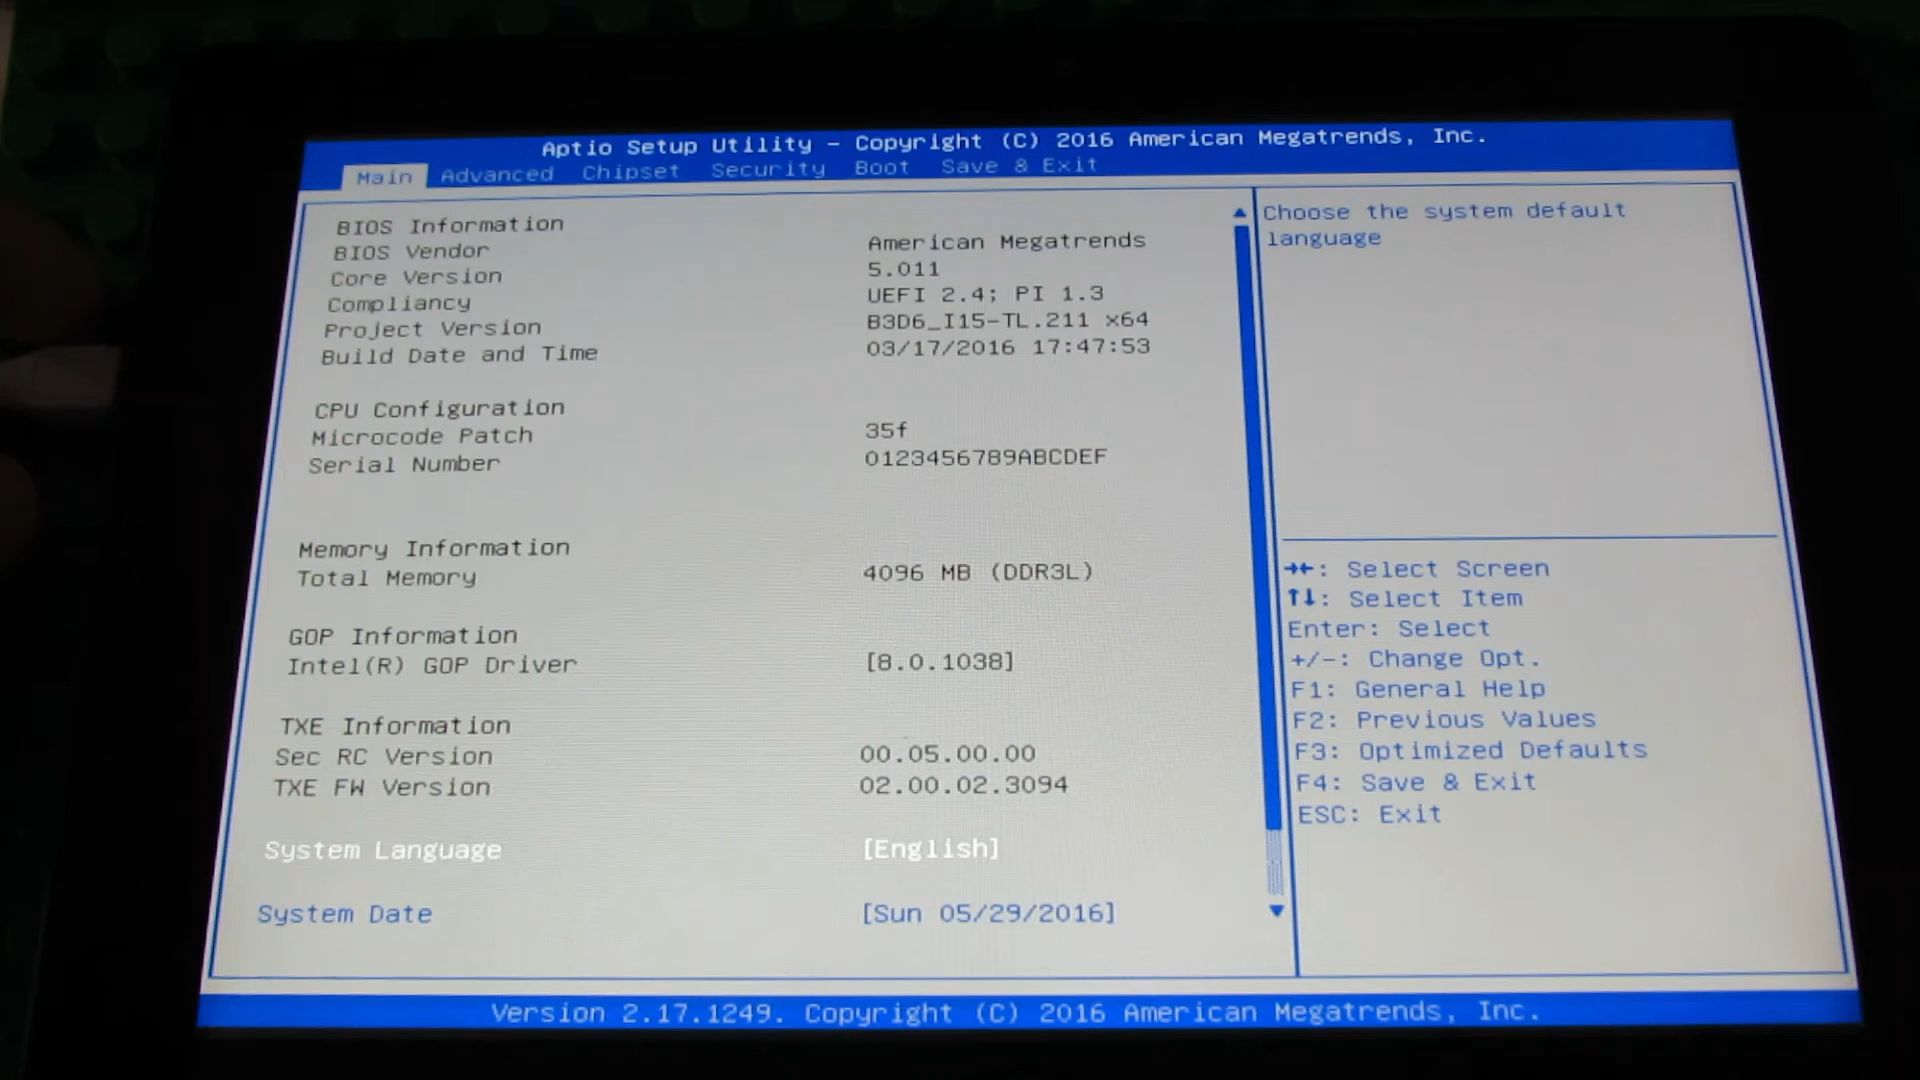 Aptio Setup Utility – Copyright (C) 2016 American Megatrends, Inc.
Main Advanced Chipset Security Boot Save & Exit
BIOS Information
BIOS Vendor American Megatrends
Core Version 5.011
Compliancy UEFI 2.4; PI 1.3
Project Version B3D6_I15-TL.211 x64
Build Date and Time 03/17/2016 17:47:53
CPU Configuration
Microcode Patch 35f
Serial Number 0123456789ABCDEF
Memory Information
Total Memory 4096 MB (DDR3L)
GOP Information
Intel(R) GOP Driver [8.0.1038]
TXE Information
Sec RC Version 00.05.00.00
TXE FW Version 02.00.02.3094
System Language [English]
System Date [Sun 05/29/2016]
Choose the system default
language
→←: Select Screen
↑↓: Select Item
Enter: Select
+/-: Change Opt.
F1: General Help
F2: Previous Values
F3: Optimized Defaults
F4: Save & Exit
ESC: Exit
Version 2.17.1249. Copyright (C) 2016 American Megatrends, Inc.